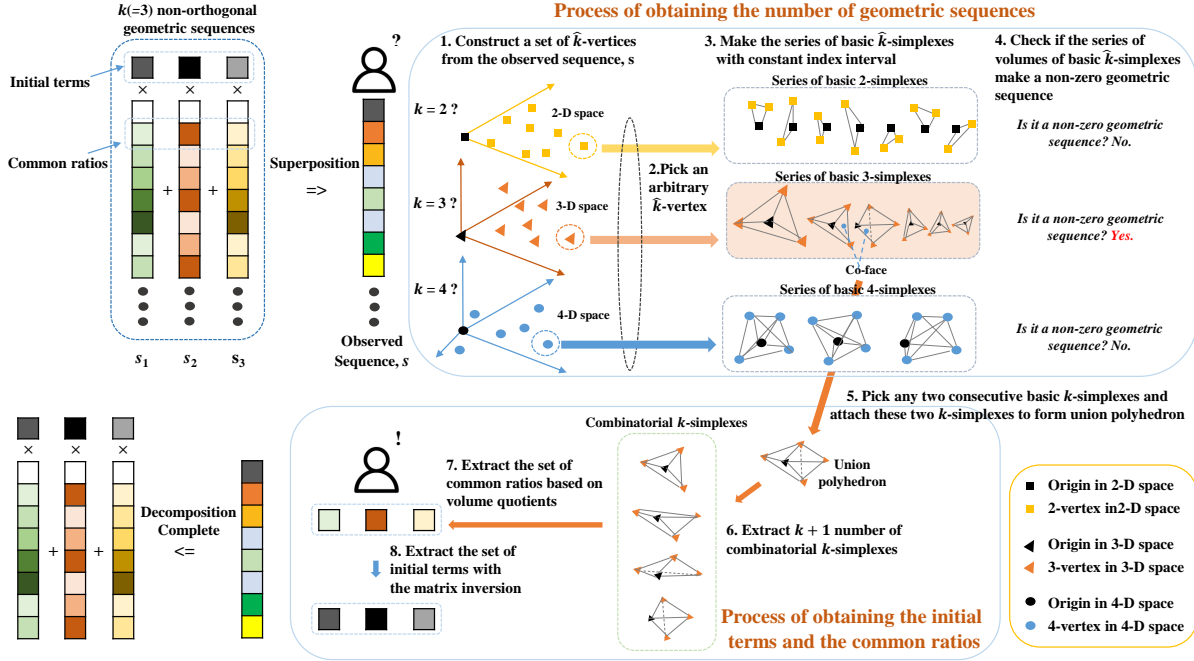 k(=3) non-orthogonal
geometric sequences
Initial terms
× × ×
Common ratios
+ +
s₁ s₂ s₃
Superposition
=>
?
Observed
Sequence, s
Process of obtaining the number of geometric sequences
1. Construct a set of k̂-vertices
from the observed sequence, s
k = 2 ?
2-D space
k = 3 ?
3-D space
k = 4 ?
4-D space
2.Pick an
arbitrary
k̂-vertex
3. Make the series of basic k̂-simplexes
with constant index interval
Series of basic 2-simplexes
Series of basic 3-simplexes
Co-face
Series of basic 4-simplexes
4. Check if the series of
volumes of basic k̂-simplexes
make a non-zero geometric
sequence
Is it a non-zero geometric
sequence? No.
Is it a non-zero geometric
sequence? Yes.
Is it a non-zero geometric
sequence? No.
5. Pick any two consecutive basic k-simplexes and
attach these two k-simplexes to form union polyhedron
Union
polyhedron
6. Extract k + 1 number of
combinatorial k-simplexes
Combinatorial k-simplexes
!
7. Extract the set of
common ratios based on
volume quotients
8. Extract the set of
initial terms with
the matrix inversion
Process of obtaining the initial
terms and the common ratios
× × ×
+ +
Decomposition
Complete
<=
Origin in 2-D space
2-vertex in2-D space
Origin in 3-D space
3-vertex in 3-D space
Origin in 4-D space
4-vertex in 4-D space